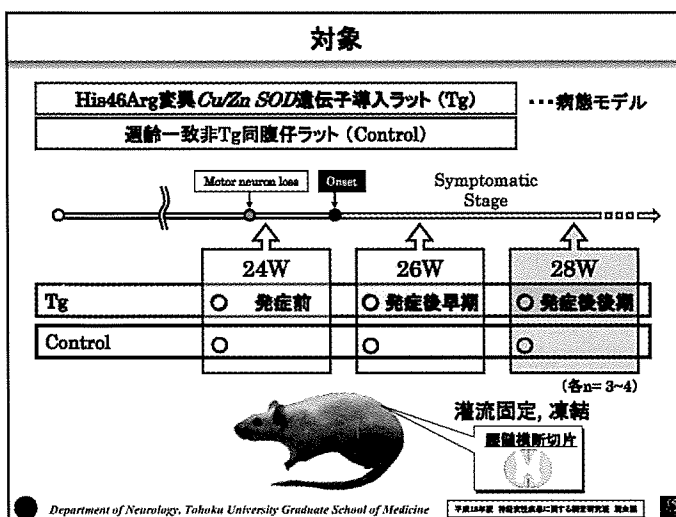 対象
His46Arg変異Cu/Zn SOD遺伝子導入ラット (Tg)
･･･病態モデル
週齢一致非Tg同腹仔ラット (Control)
Motor neuron loss
Onset
Symptomatic
Stage
24W
26W
28W
Tg
発症前
発症後早期
発症後後期
Control
(各n= 3~4)
灌流固定, 凍結
腰髄横断切片
Department of Neurology, Tohoku University Graduate School of Medicine